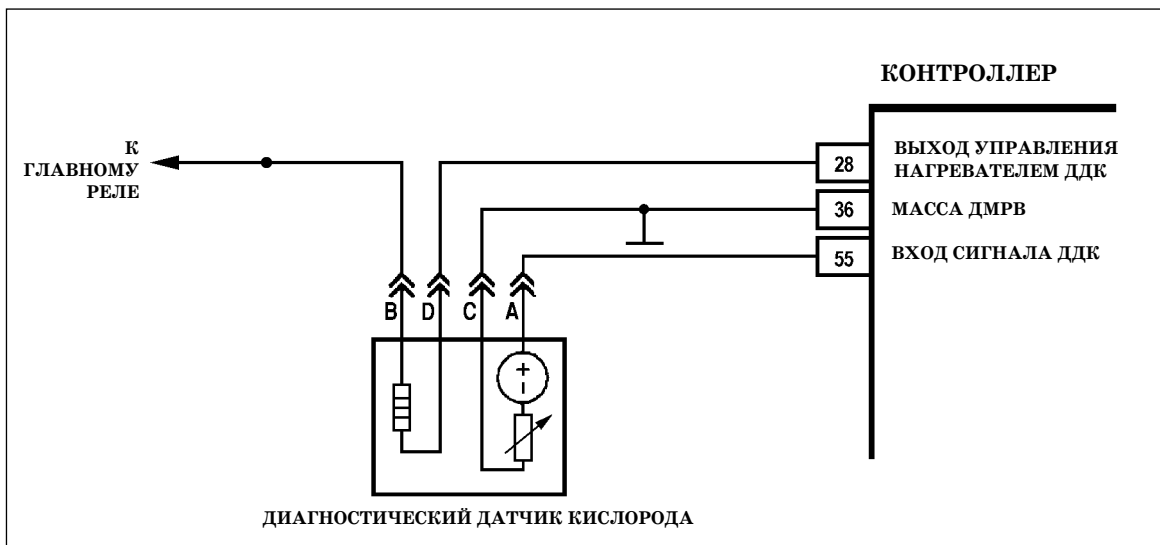 КОНТРОЛЛЕР
К
ГЛАВНОМУ
РЕЛЕ
28
ВЫХОД УПРАВЛЕНИЯ
НАГРЕВАТЕЛЕМ ДДК
36
МАССА ДМРВ
55
ВХОД СИГНАЛА ДДК
B D C A
+
-
ДИАГНОСТИЧЕСКИЙ ДАТЧИК КИСЛОРОДА